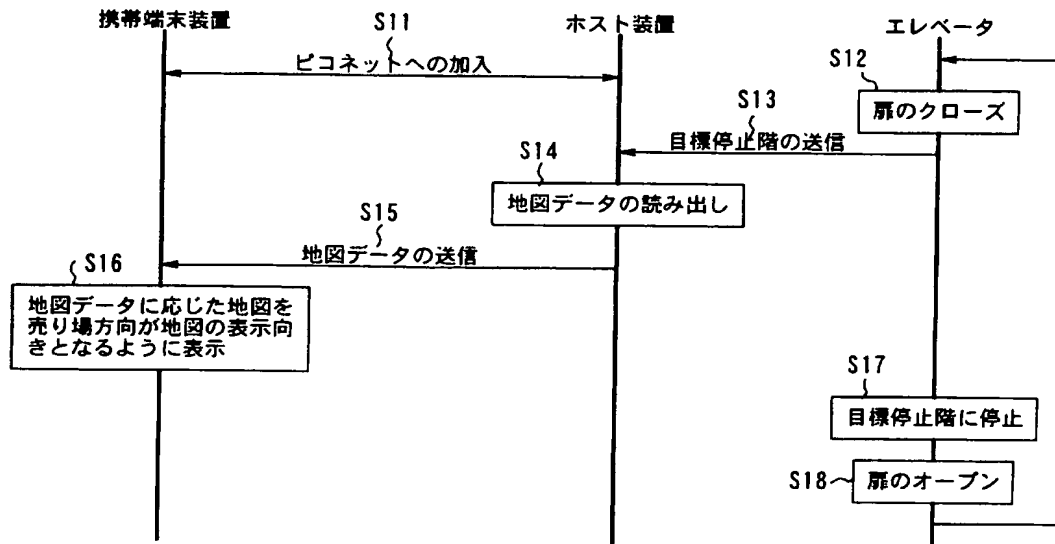 携帯端末装置
S11
ホスト装置
エレベータ
ピコネットへの加入
S12
扉のクローズ
S13
目標停止階の送信
S14
地図データの読み出し
S15
地図データの送信
S16
地図データに応じた地図を
売り場方向が地図の表示向
きとなるように表示
S17
目標停止階に停止
S18
扉のオープン